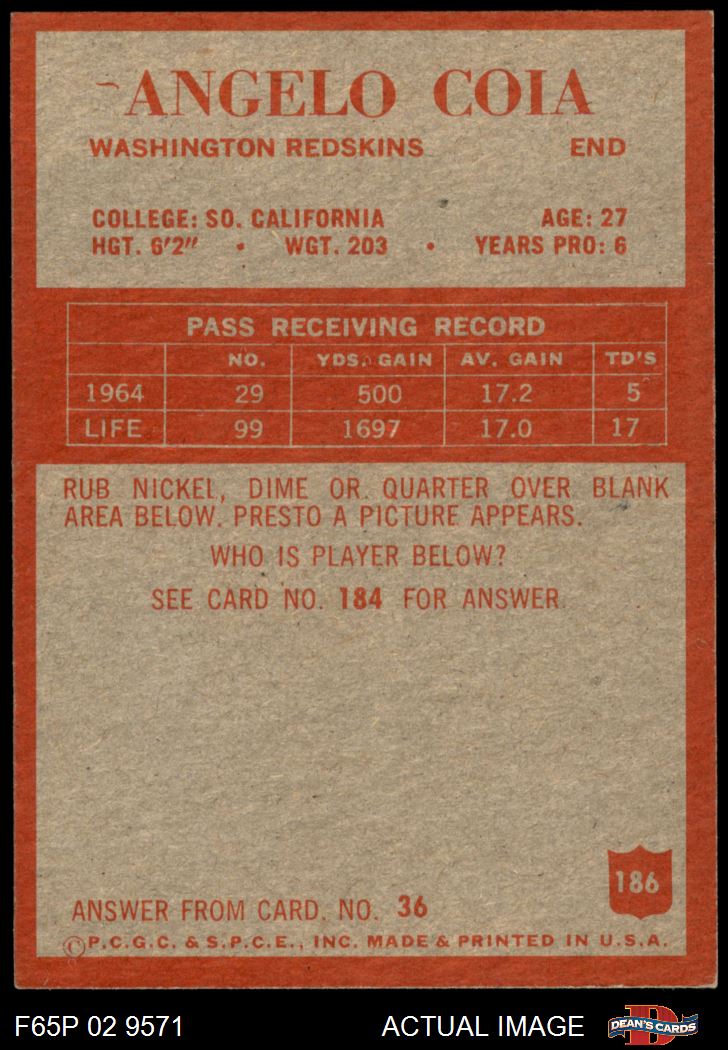 ANGELO COIA
WASHINGTON REDSKINS END
COLLEGE: SO. CALIFORNIA AGE: 27
HGT. 6'2" • WGT. 203 • YEARS PRO: 6
PASS RECEIVING RECORD
NO. YDS. GAIN AV. GAIN TD'S
1964 29 500 17.2 5
LIFE 99 1697 17.0 17
RUB NICKEL, DIME OR QUARTER OVER BLANK
AREA BELOW. PRESTO A PICTURE APPEARS.
WHO IS PLAYER BELOW?
SEE CARD NO. 184 FOR ANSWER
186
ANSWER FROM CARD. NO. 36
©P.C.G.C. & S.P.C.E., INC. MADE & PRINTED IN U.S.A.
F65P 02 9571 ACTUAL IMAGE
D
DEAN'S CARDS